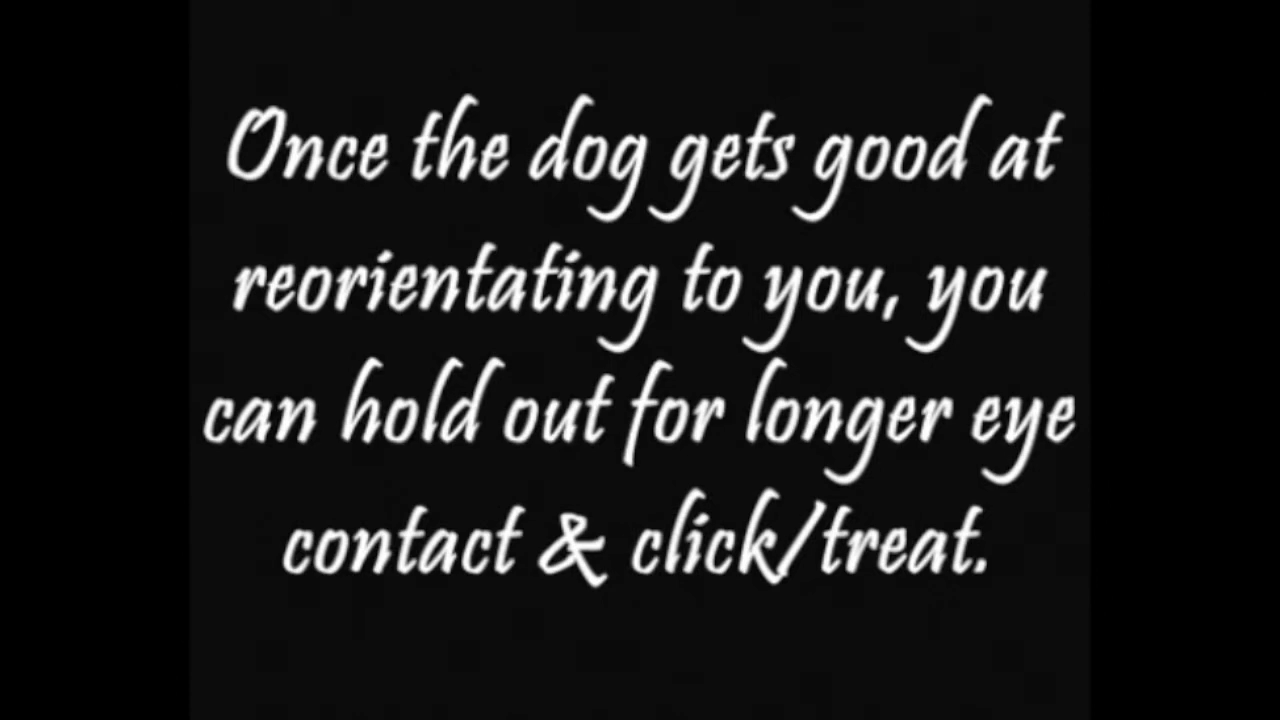 Once the dog gets good at
reorientating to you, you
can hold out for longer eye
contact & click/treat.